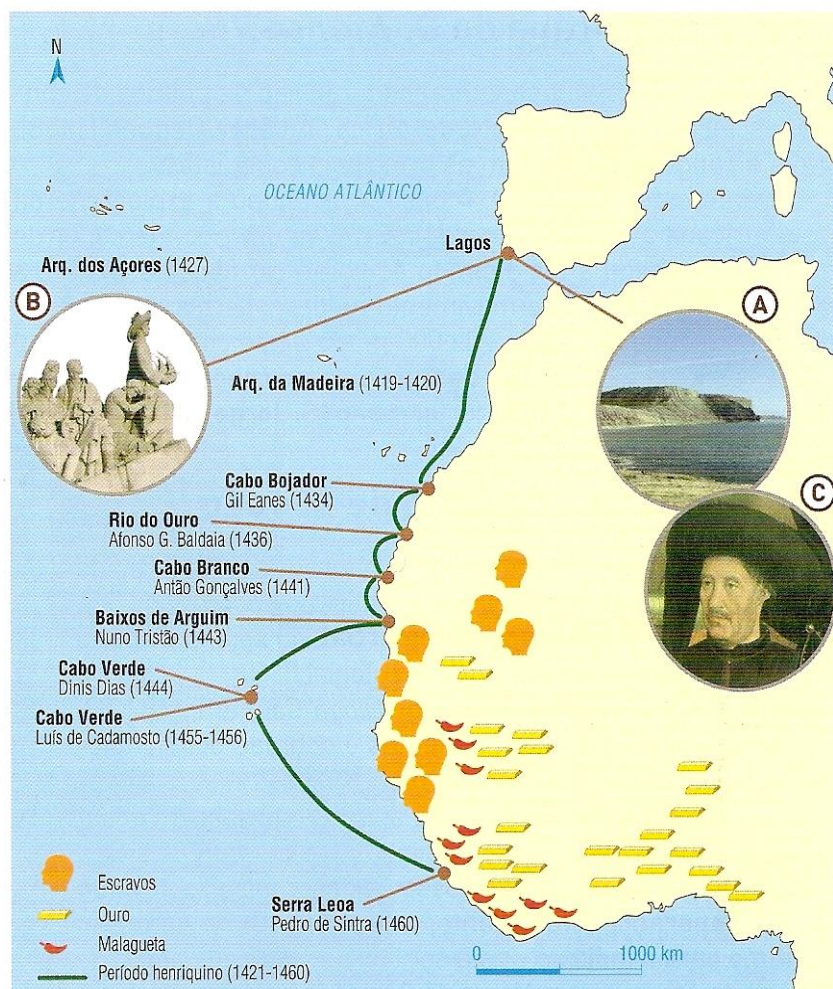 N
OCEANO ATLÂNTICO
Lagos
Arq. dos Açores (1427)
B
A
Arq. da Madeira (1419-1420)
Cabo Bojador
Gil Eanes (1434)
C
Rio do Ouro
Afonso G. Baldaia (1436)
Cabo Branco
Antão Gonçalves (1441)
Baixos de Arguim
Nuno Tristão (1443)
Cabo Verde
Dinis Dias (1444)
Cabo Verde
Luís de Cadamosto (1455-1456)
Escravos
Ouro
Malagueta
Período henriquino (1421-1460)
Serra Leoa
Pedro de Sintra (1460)
0 1000 km